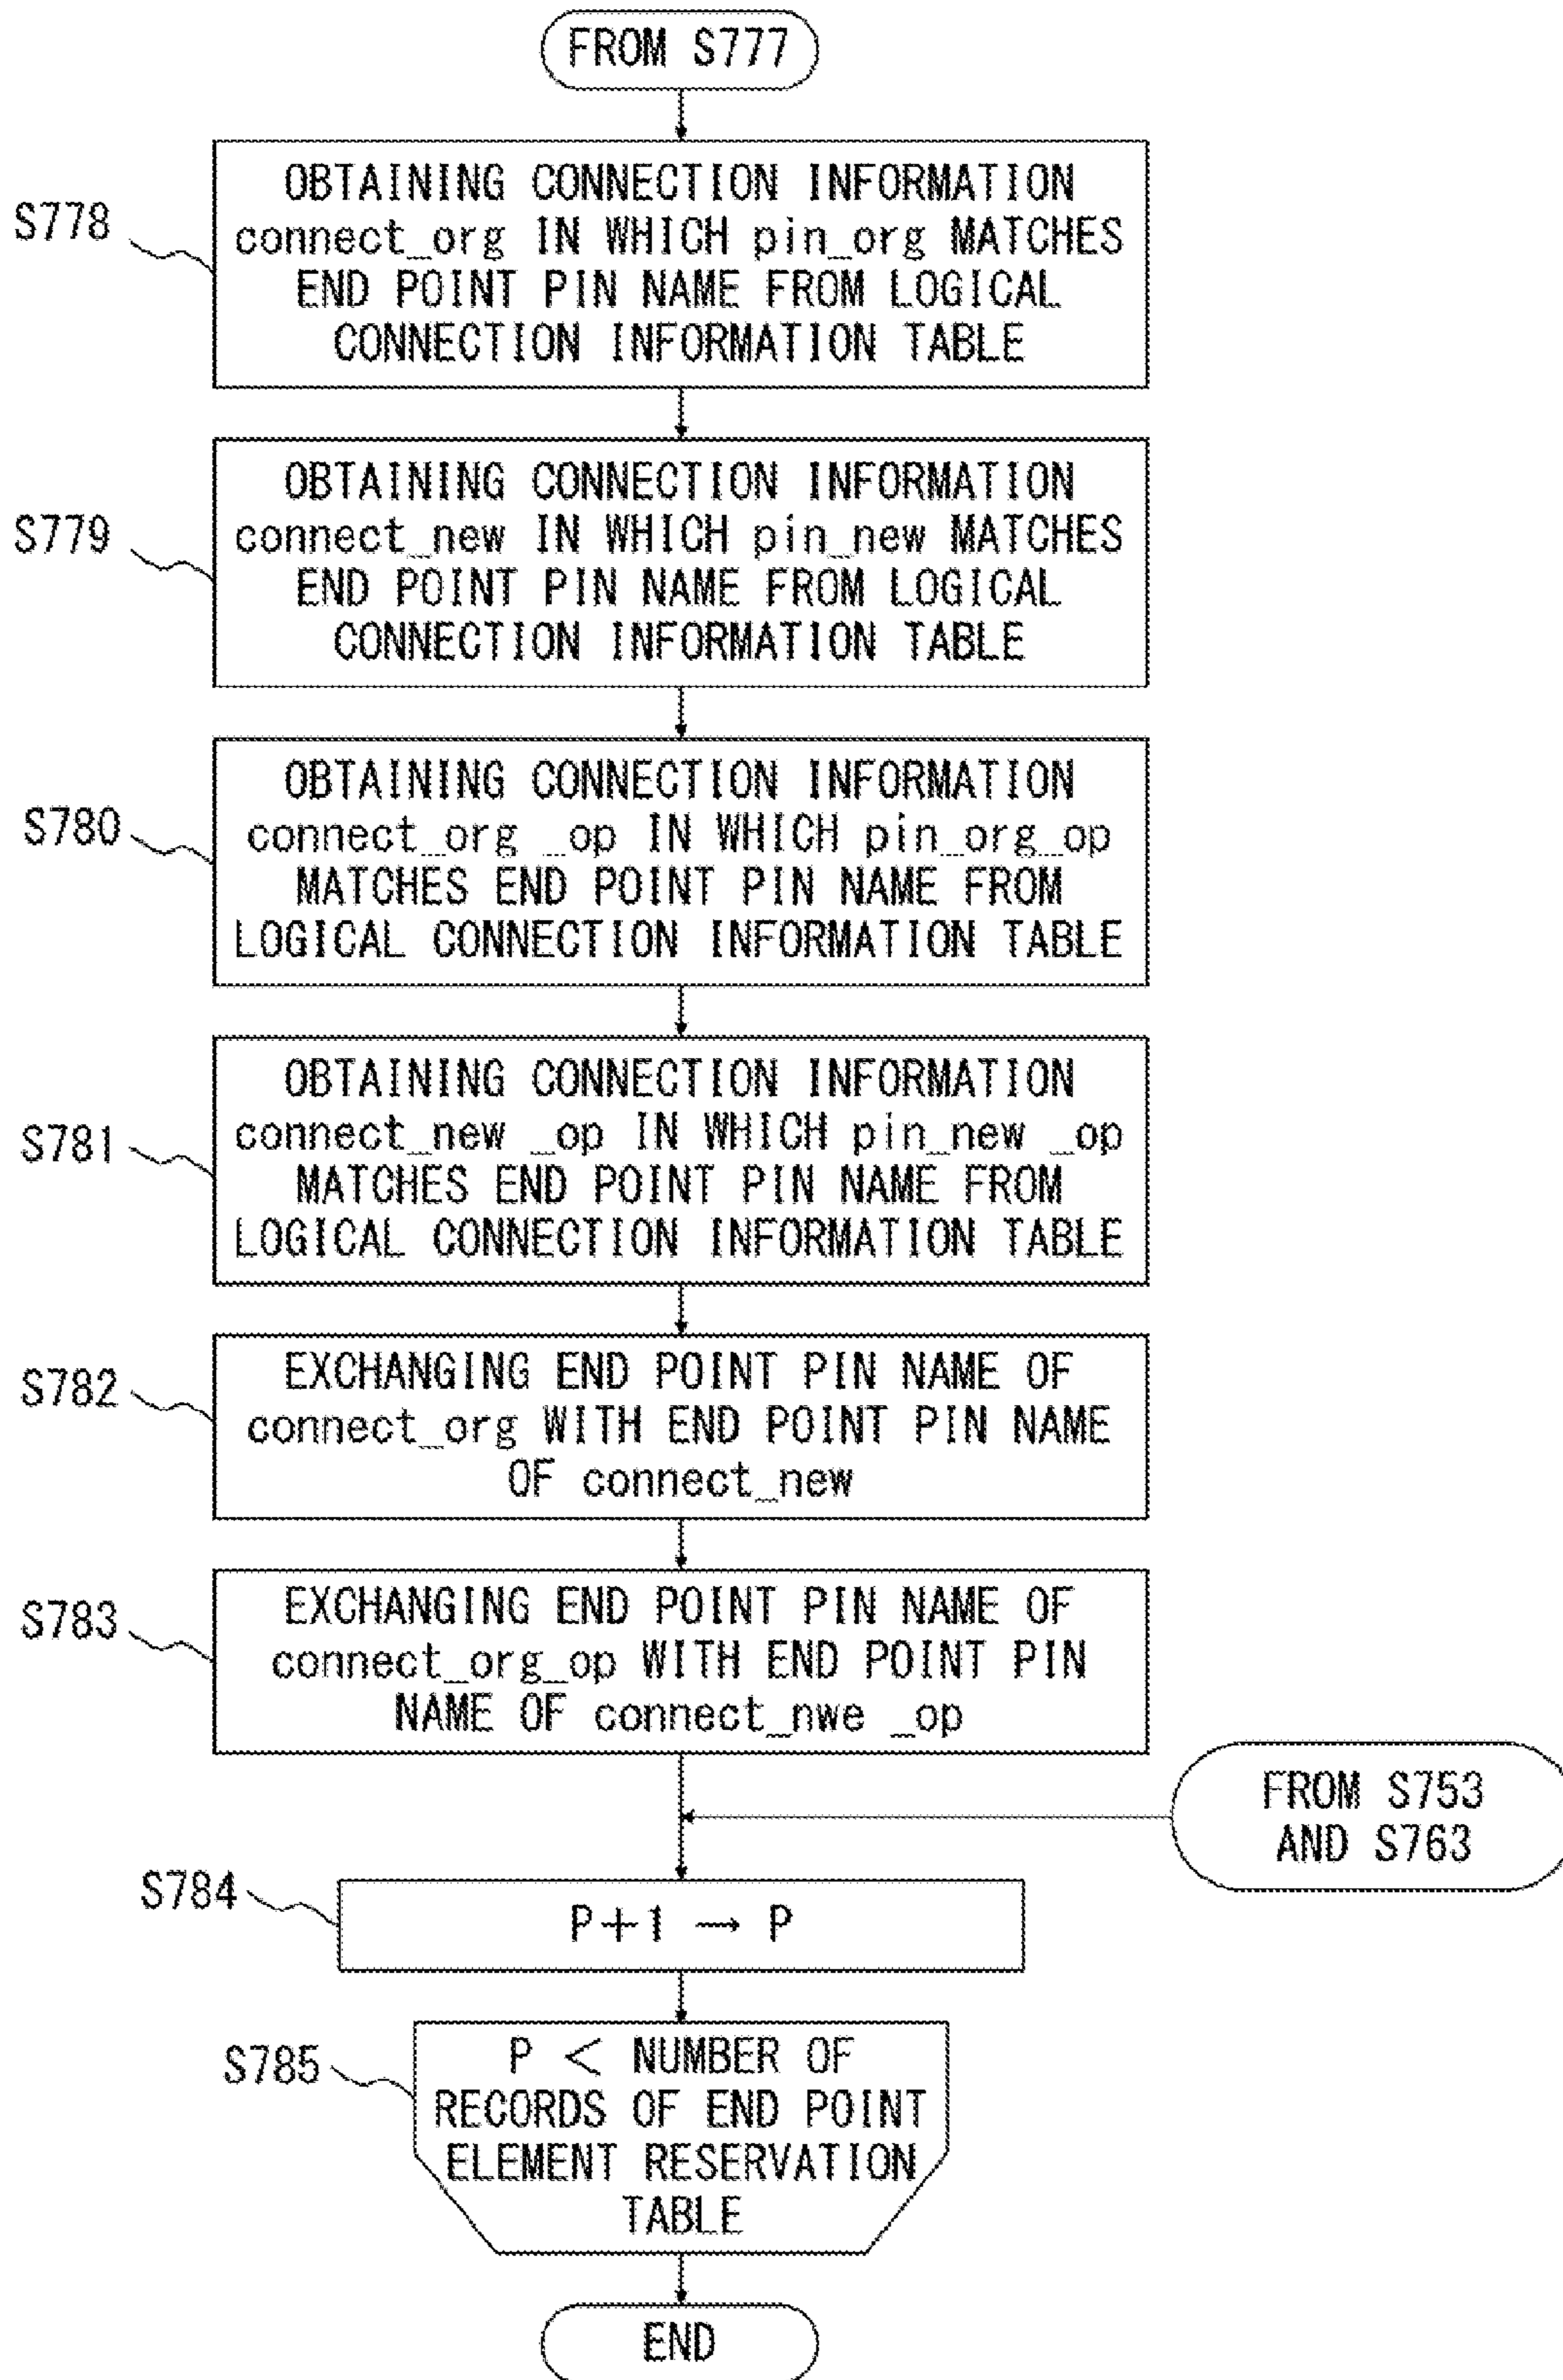 FROM S777
S778
OBTAINING CONNECTION INFORMATION
connect_org IN WHICH pin_org MATCHES
END POINT PIN NAME FROM LOGICAL
CONNECTION INFORMATION TABLE
S779
OBTAINING CONNECTION INFORMATION
connect_new IN WHICH pin_new MATCHES
END POINT PIN NAME FROM LOGICAL
CONNECTION INFORMATION TABLE
S780
OBTAINING CONNECTION INFORMATION
connect_org _op IN WHICH pin_org_op
MATCHES END POINT PIN NAME FROM
LOGICAL CONNECTION INFORMATION TABLE
S781
OBTAINING CONNECTION INFORMATION
connect_new _op IN WHICH pin_new _op
MATCHES END POINT PIN NAME FROM
LOGICAL CONNECTION INFORMATION TABLE
S782
EXCHANGING END POINT PIN NAME OF
connect_org WITH END POINT PIN NAME
OF connect_new
S783
EXCHANGING END POINT PIN NAME OF
connect_org_op WITH END POINT PIN
NAME OF connect_nwe _op
FROM S753
AND S763
S784
P+1 → P
S785
P < NUMBER OF
RECORDS OF END POINT
ELEMENT RESERVATION
TABLE
END